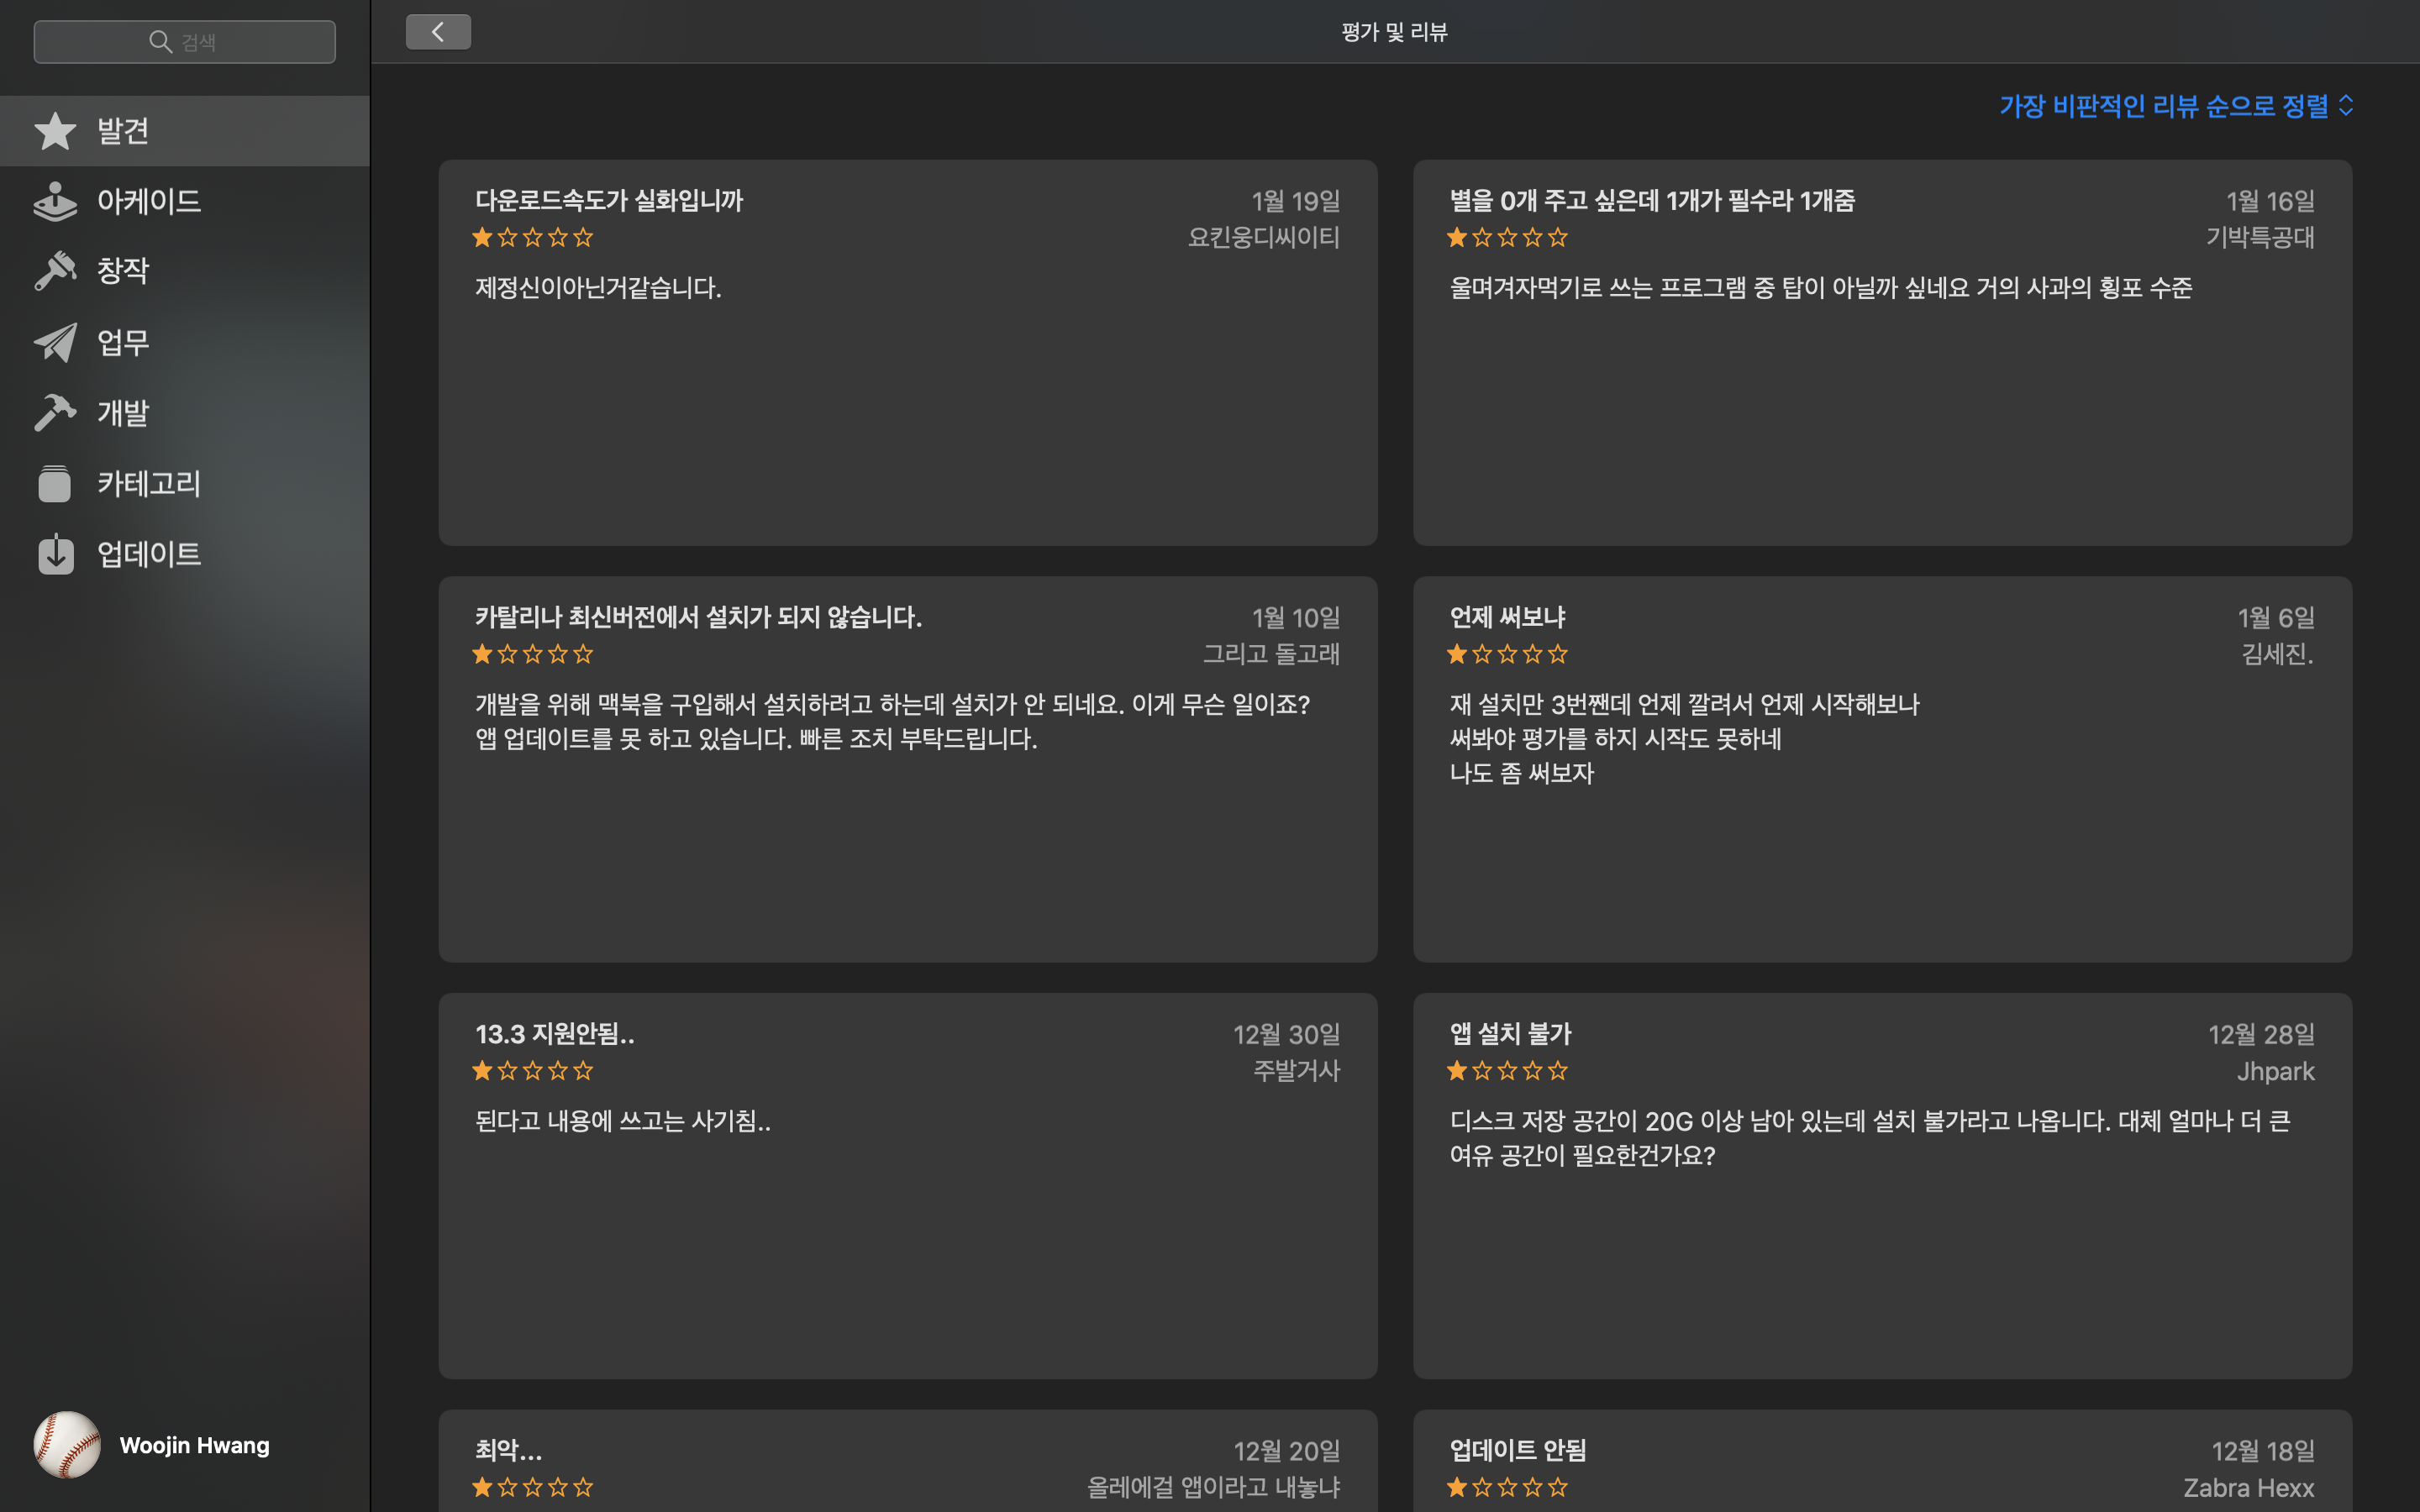 검색
발견
아케이드
창작
업무
개발
카테고리
업데이트
Woojin Hwang
평가 및 리뷰
가장 비판적인 리뷰 순으로 정렬
다운로드속도가 실화입니까
1월 19일
요킨웅디씨이티
제정신이아닌거같습니다.
별을 0개 주고 싶은데 1개가 필수라 1개줌
1월 16일
기박특공대
울며겨자먹기로 쓰는 프로그램 중 탑이 아닐까 싶네요 거의 사과의 횡포 수준
카탈리나 최신버전에서 설치가 되지 않습니다.
1월 10일
그리고 돌고래
개발을 위해 맥북을 구입해서 설치하려고 하는데 설치가 안 되네요. 이게 무슨 일이죠?
앱 업데이트를 못 하고 있습니다. 빠른 조치 부탁드립니다.
언제 써보냐
1월 6일
김세진.
재 설치만 3번짼데 언제 깔려서 언제 시작해보나
써봐야 평가를 하지 시작도 못하네
나도 좀 써보자
13.3 지원안됨..
12월 30일
주발거사
된다고 내용에 쓰고는 사기침..
앱 설치 불가
12월 28일
Jhpark
디스크 저장 공간이 20G 이상 남아 있는데 설치 불가라고 나옵니다. 대체 얼마나 더 큰
여유 공간이 필요한건가요?
최악...
12월 20일
올레에걸 앱이라고 내놓냐
업데이트 안됨
12월 18일
Zabra Hexx